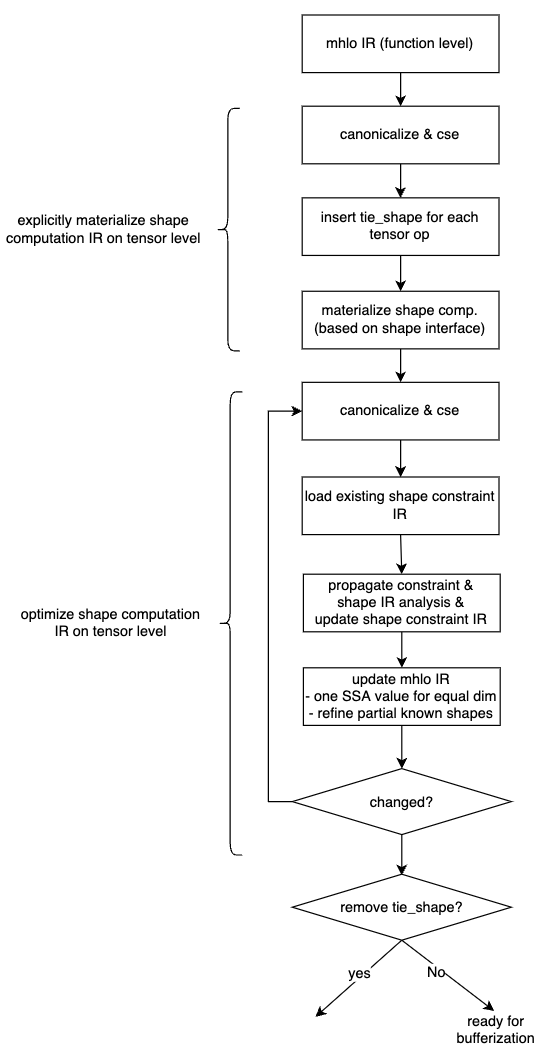 mhlo IR (function level)
canonicalize & cse
explicitly materialize shape
computation IR on tensor level
insert tie_shape for each
tensor op
materialize shape comp.
(based on shape interface)
canonicalize & cse
load existing shape constraint
IR
propagate constraint &
shape IR analysis &
update shape constraint IR
optimize shape computation
IR on tensor level
update mhlo IR
- one SSA value for equal dim
- refine partial known shapes
changed?
remove tie_shape?
yes
No
ready for
bufferization